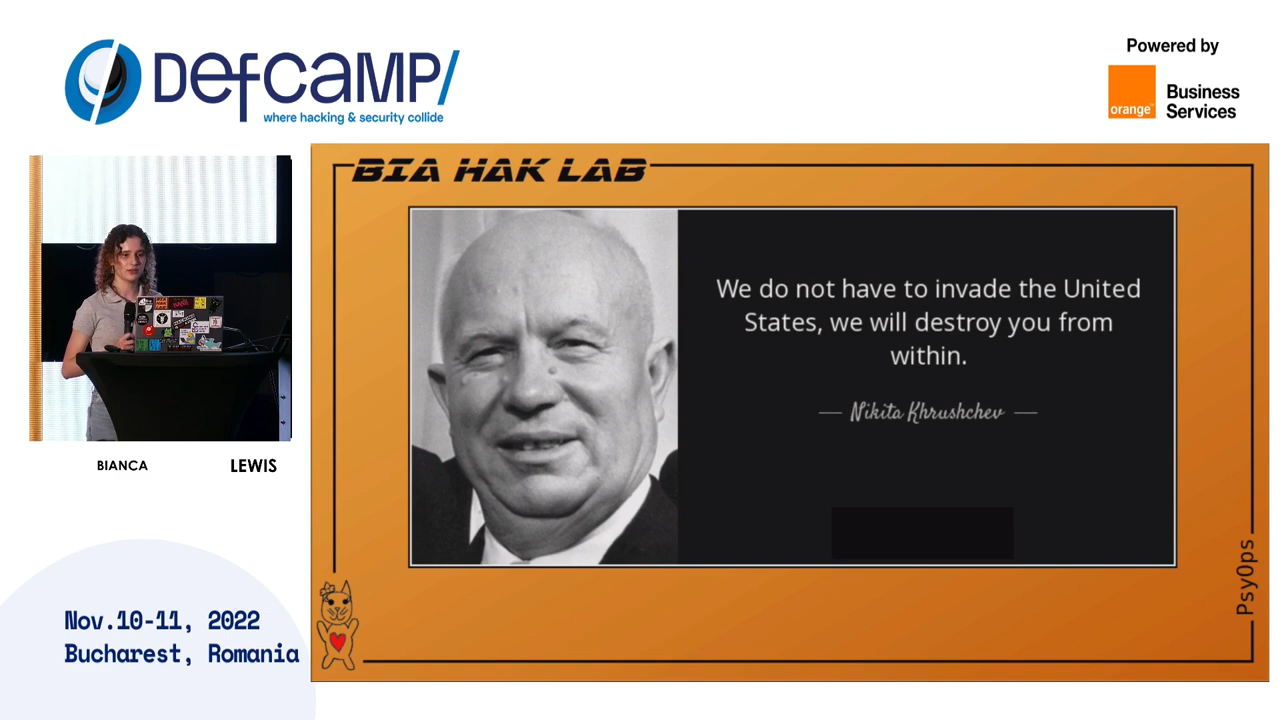 Defcamp/
where hacking & security collide
Powered by
orange
Business
Services
BIA HAK LAB
We do not have to invade the United
States, we will destroy you from
within.
Nikita Khrushchev
PsyOps
BIANCA LEWIS
Nov.10-11, 2022
Bucharest, Romania